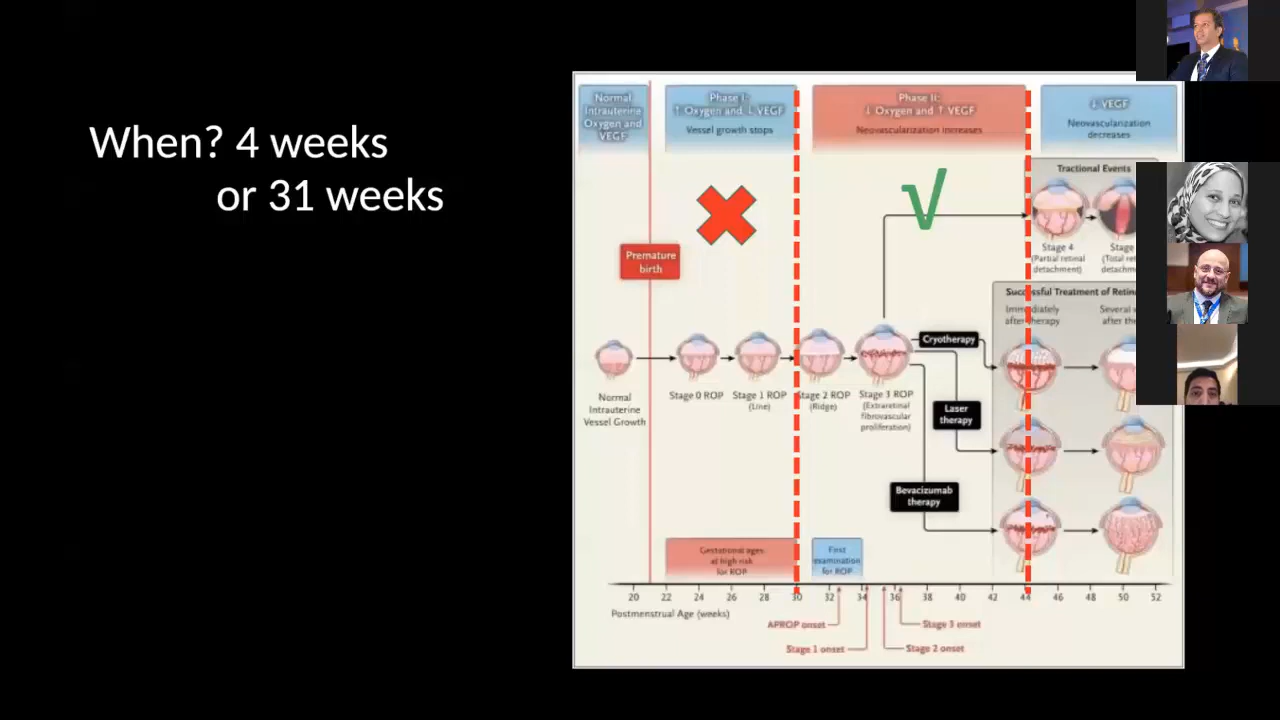 When? 4 weeks
or 31 weeks
Normal
Intrauterine
Oxygen and
VEGF
Phase I:
↑ Oxygen and ↓ VEGF
Vessel growth stops
Phase II:
↓ Oxygen and ↑ VEGF
Neovascularization increases
↓ VEGF
Neovascularization
decreases
√
Tractional Events
Stage 4
(Partial retinal
detachment)
Stage
(Total
Premature
birth
Successful Treatment of
Immediately
after therapy
Several
after
Cryotherapy
Laser
therapy
Bevacizumab
therapy
Normal
Intrauterine
Vessel Growth
Stage 0 ROP
Stage 1 ROP
(Line)
Stage 2 ROP
(Ridge)
Stage 3 ROP
(Extraretinal
fibrovascular
proliferation)
Gestational ages
at high risk
for ROP
First
examination
for ROP
20 22 24 26 28 30 32 34 36 38 40 42 44 46 48 50 52
Postmenstrual Age (weeks)
APROP onset
Stage 3 onset
Stage 1 onset
Stage 2 onset